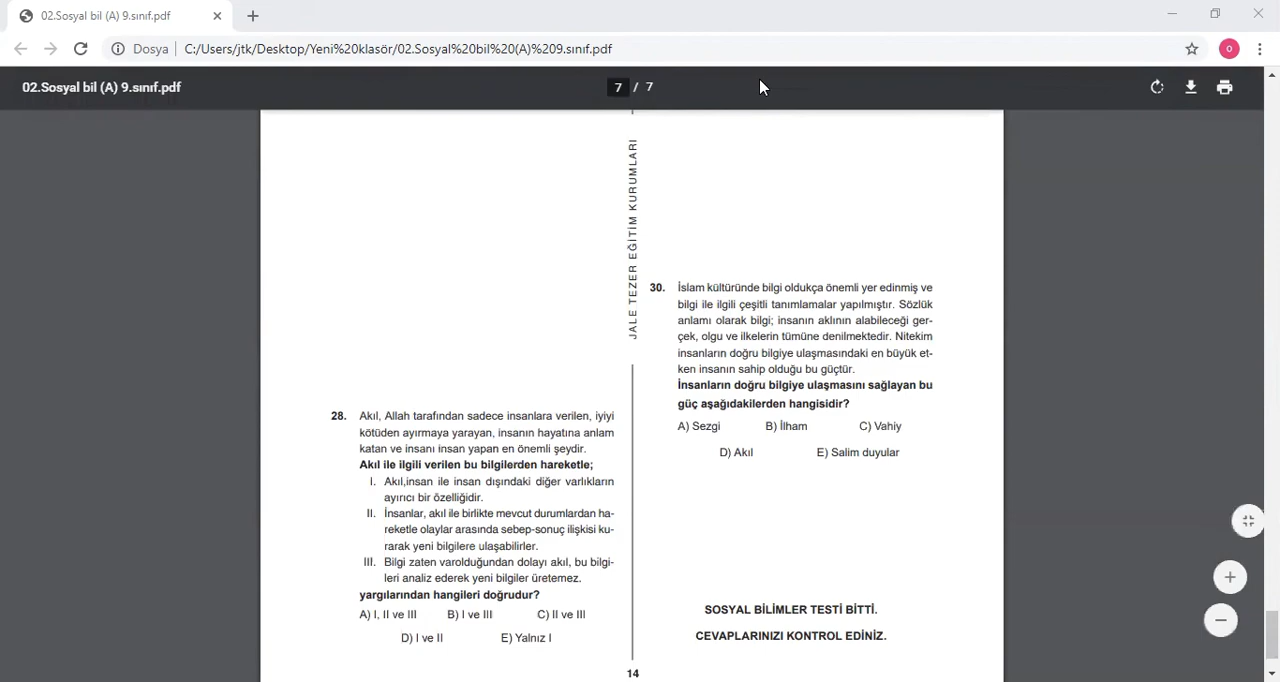 02.Sosyal bil (A) 9.sınıf.pdf
Dosya
C:/Users/jtk/Desktop/Yeni%20klasör/02.Sosyal%20bil%20(A)%209.sınıf.pdf
O
02.Sosyal bil (A) 9.sınıf.pdf
7 / 7
JALE TEZER EĞİTİM KURUMLARI
28. Akıl, Allah tarafından sadece insanlara verilen, iyiyi
kötüden ayırmaya yarayan, insanın hayatına anlam
katan ve insanı insan yapan en önemli şeydir.
Akıl ile ilgili verilen bu bilgilerden hareketle;
I. Akıl,insan ile insan dışındaki diğer varlıkların
ayırıcı bir özelliğidir.
II. İnsanlar, akıl ile birlikte mevcut durumlardan ha-
reketle olaylar arasında sebep-sonuç ilişkisi ku-
rarak yeni bilgilere ulaşabilirler.
III. Bilgi zaten varolduğundan dolayı akıl, bu bilgi-
leri analiz ederek yeni bilgiler üretemez.
yargılarından hangileri doğrudur?
A) I, II ve III B) I ve III C) II ve III
D) I ve II E) Yalnız I
30. İslam kültüründe bilgi oldukça önemli yer edinmiş ve
bilgi ile ilgili çeşitli tanımlamalar yapılmıştır. Sözlük
anlamı olarak bilgi; insanın aklının alabileceği ger-
çek, olgu ve ilkelerin tümüne denilmektedir. Nitekim
insanların doğru bilgiye ulaşmasındaki en büyük et-
ken insanın sahip olduğu bu güçtür.
İnsanların doğru bilgiye ulaşmasını sağlayan bu
güç aşağıdakilerden hangisidir?
A) Sezgi B) İlham C) Vahiy
D) Akıl E) Salim duyular
SOSYAL BİLİMLER TESTİ BİTTİ.
CEVAPLARINIZI KONTROL EDİNİZ.
14